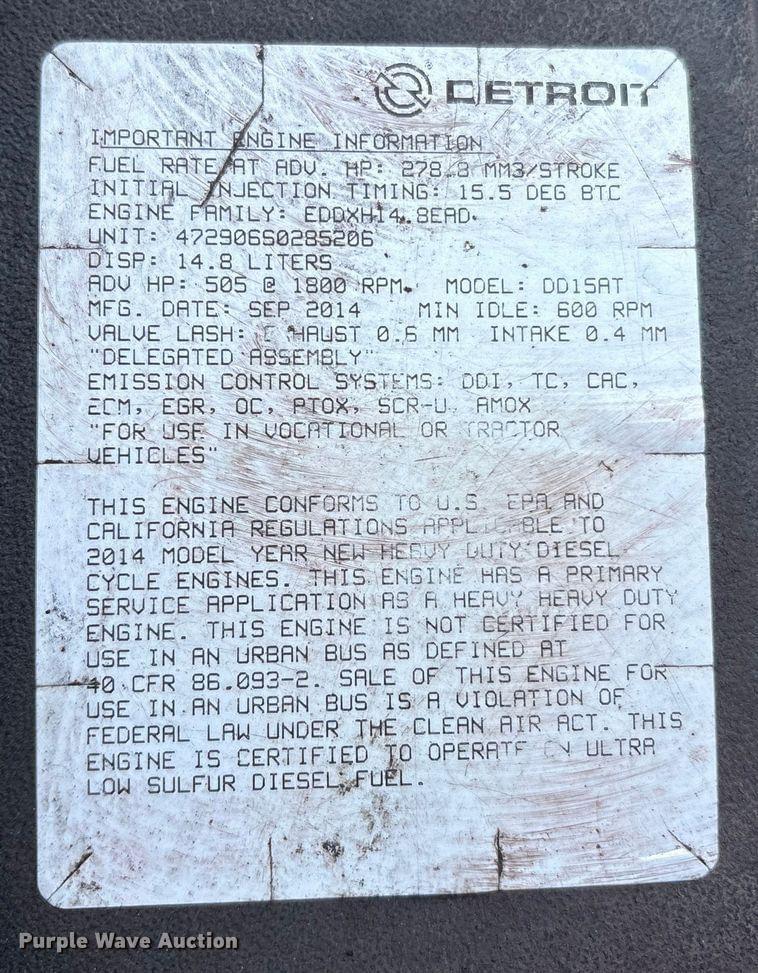 DETROIT
IMPORTANT ENGINE INFORMATION
FUEL RATE AT ADV. HP: 278.8 MM3/STROKE
INITIAL INJECTION TIMING: 15.5 DEG BTC
ENGINE FAMILY: EDDXH14.8EAD
UNIT: 472906S0285206
DISP: 14.8 LITERS
ADV HP: 505 @ 1800 RPM. MODEL: DD15AT
MFG. DATE: SEP 2014 MIN IDLE: 600 RPM
VALVE LASH: E HAUST 0.6 MM INTAKE 0.4 MM
"DELEGATED ASSEMBLY"
EMISSION CONTROL SYSTEMS: DDI, TC, CAC,
ECM, EGR, OC, PTOX, SCR-U, AMOX
"FOR USE IN VOCATIONAL OR TRACTOR
VEHICLES"
THIS ENGINE CONFORMS TO U.S EPA AND
CALIFORNIA REGULATIONS APPLICABLE TO
2014 MODEL YEAR NEW HEAVY DUTY DIESEL
CYCLE ENGINES. THIS ENGINE HAS A PRIMARY
SERVICE APPLICATION AS A HEAVY HEAVY DUTY
ENGINE. THIS ENGINE IS NOT CERTIFIED FOR
USE IN AN URBAN BUS AS DEFINED AT
40 CFR 86.093-2. SALE OF THIS ENGINE FOR
USE IN AN URBAN BUS IS A VIOLATION OF
FEDERAL LAW UNDER THE CLEAN AIR ACT. THIS
ENGINE IS CERTIFIED TO OPERATE ON ULTRA
LOW SULFUR DIESEL FUEL.
Purple Wave Auction